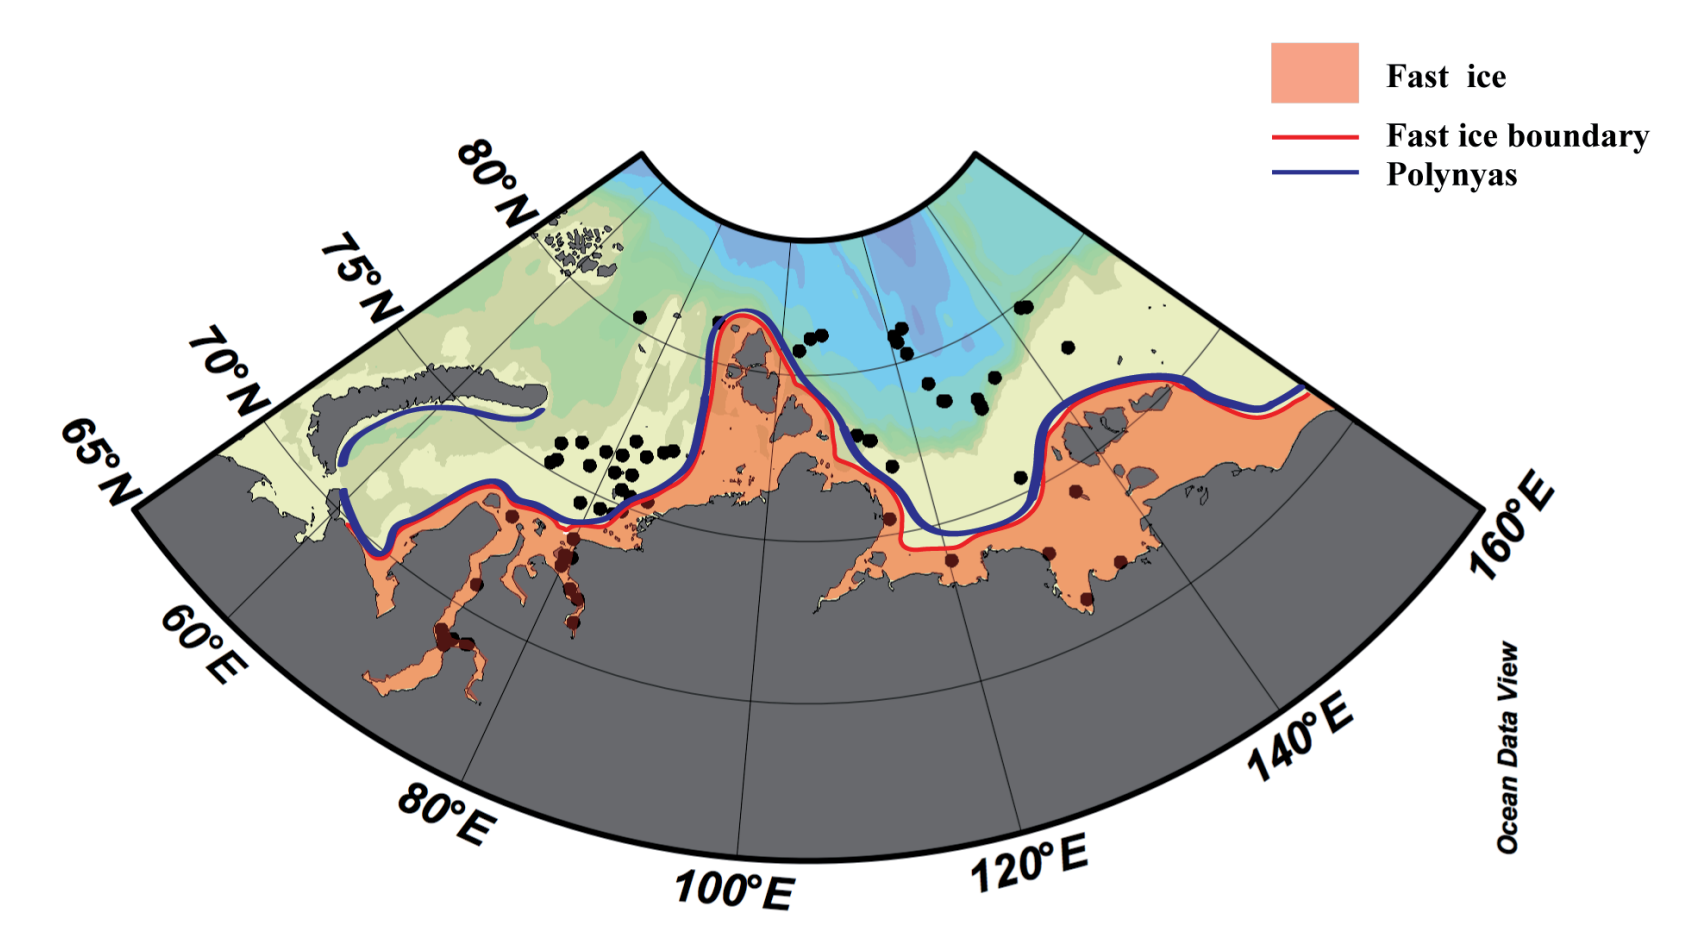 Fast ice
Fast ice boundary
Polynyas
80°N
75°N
70°N
65°N
60°E
80°E
100°E
120°E
140°E
160°E
Ocean Data View